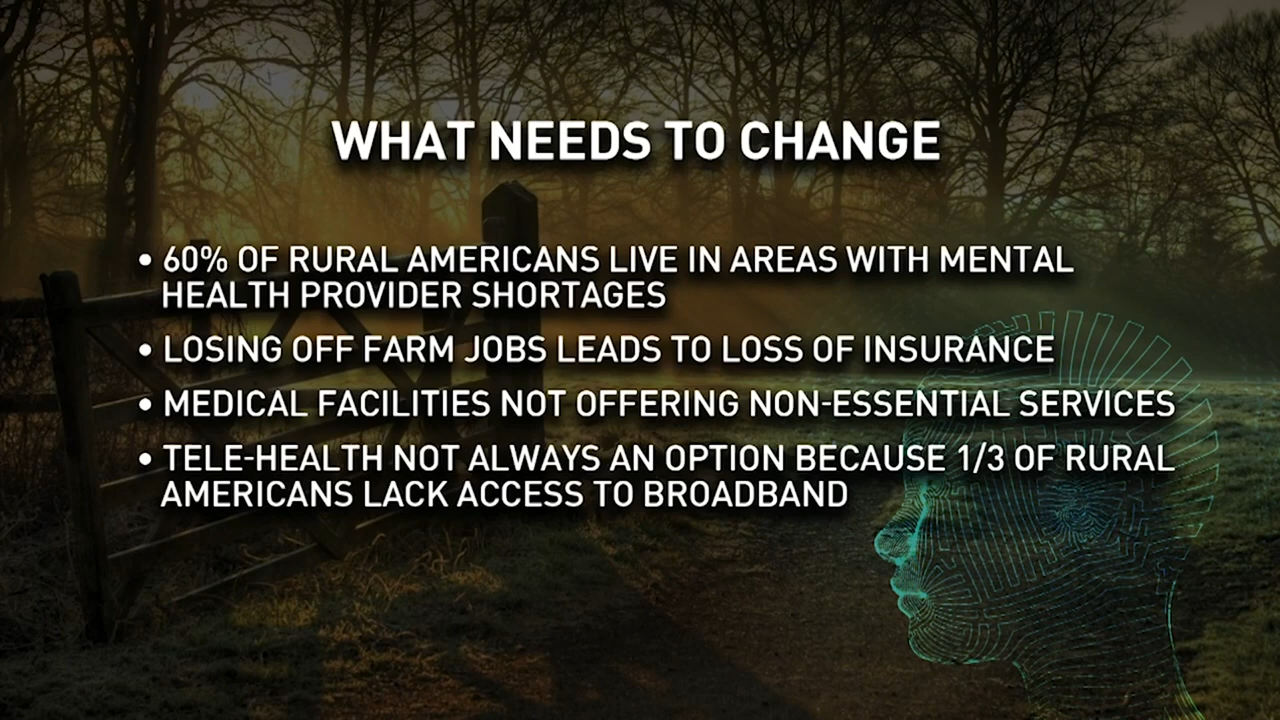 WHAT NEEDS TO CHANGE
• 60% OF RURAL AMERICANS LIVE IN AREAS WITH MENTAL
HEALTH PROVIDER SHORTAGES
• LOSING OFF FARM JOBS LEADS TO LOSS OF INSURANCE
• MEDICAL FACILITIES NOT OFFERING NON-ESSENTIAL SERVICES
• TELE-HEALTH NOT ALWAYS AN OPTION BECAUSE 1/3 OF RURAL
AMERICANS LACK ACCESS TO BROADBAND